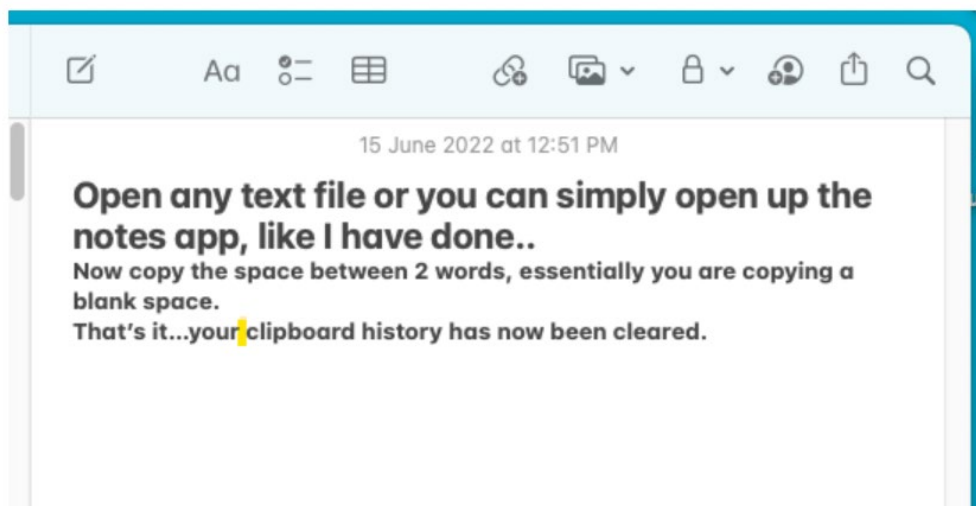 Aa
15 June 2022 at 12:51 PM
Open any text file or you can simply open up the
notes app, like I have done..
Now copy the space between 2 words, essentially you are copying a
blank space.
That’s it...your clipboard history has now been cleared.